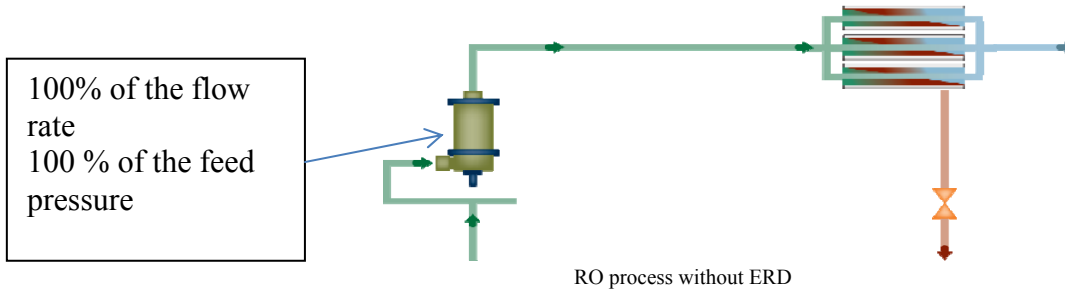 100% of the flow
rate
100 % of the feed
pressure
RO process without ERD